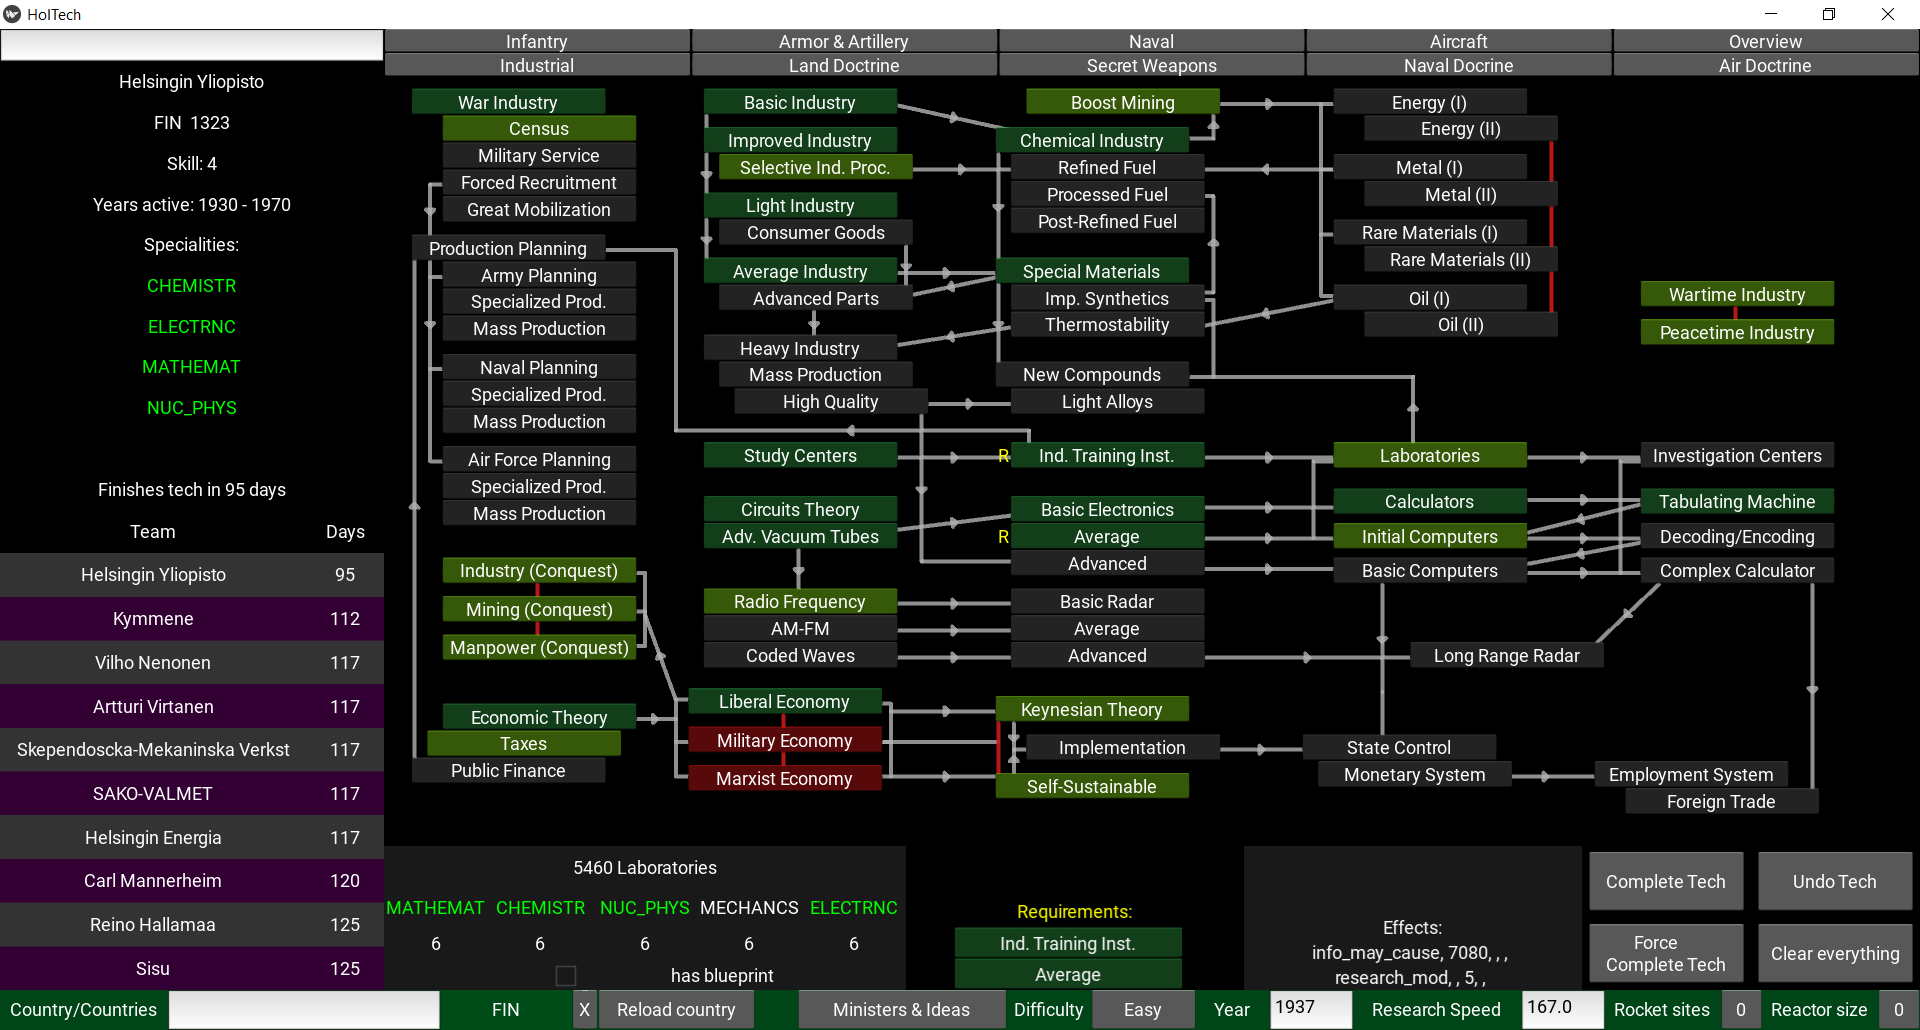 HoITech
Infantry
Armor & Artillery
Naval
Aircraft
Overview
Industrial
Land Doctrine
Secret Weapons
Naval Docrine
Air Doctrine
Helsingin Yliopisto
FIN 1323
Skill: 4
Years active: 1930 - 1970
Specialities:
CHEMISTR
ELECTRNC
MATHEMAT
NUC_PHYS
Finishes tech in 95 days
Team Days
Helsingin Yliopisto 95
Kymmene 112
Vilho Nenonen 117
Artturi Virtanen 117
Skependoscka-Mekaninska Verkst 117
SAKO-VALMET 117
Helsingin Energia 117
Carl Mannerheim 120
Reino Hallamaa 125
Sisu 125
War Industry
Census
Military Service
Forced Recruitment
Great Mobilization
Production Planning
Army Planning
Specialized Prod.
Mass Production
Naval Planning
Specialized Prod.
Mass Production
Air Force Planning
Specialized Prod.
Mass Production
Industry (Conquest)
Mining (Conquest)
Manpower (Conquest)
Economic Theory
Taxes
Public Finance
Basic Industry
Improved Industry
Selective Ind. Proc.
Light Industry
Consumer Goods
Average Industry
Advanced Parts
Heavy Industry
Mass Production
High Quality
Study Centers
Circuits Theory
Adv. Vacuum Tubes
Radio Frequency
AM-FM
Coded Waves
Liberal Economy
Military Economy
Marxist Economy
Boost Mining
Chemical Industry
Refined Fuel
Processed Fuel
Post-Refined Fuel
Special Materials
Imp. Synthetics
Thermostability
New Compounds
Light Alloys
R Ind. Training Inst.
Basic Electronics
R Average
Advanced
Basic Radar
Average
Advanced
Keynesian Theory
Implementation
Self-Sustainable
Energy (I)
Energy (II)
Metal (I)
Metal (II)
Rare Materials (I)
Rare Materials (II)
Oil (I)
Oil (II)
Laboratories
Calculators
Initial Computers
Basic Computers
Long Range Radar
State Control
Monetary System
Wartime Industry
Peacetime Industry
Investigation Centers
Tabulating Machine
Decoding/Encoding
Complex Calculator
Employment System
Foreign Trade
5460 Laboratories
MATHEMAT CHEMISTR NUC_PHYS MECHANCS ELECTRNC
6 6 6 6 6
has blueprint
Requirements:
Ind. Training Inst.
Average
Effects:
info_may_cause, 7080, , ,
research_mod, , 5, ,
Complete Tech
Undo Tech
Force
Complete Tech
Clear everything
Country/Countries FIN X Reload country Ministers & Ideas Difficulty Easy Year 1937 Research Speed 167.0 Rocket sites 0 Reactor size 0